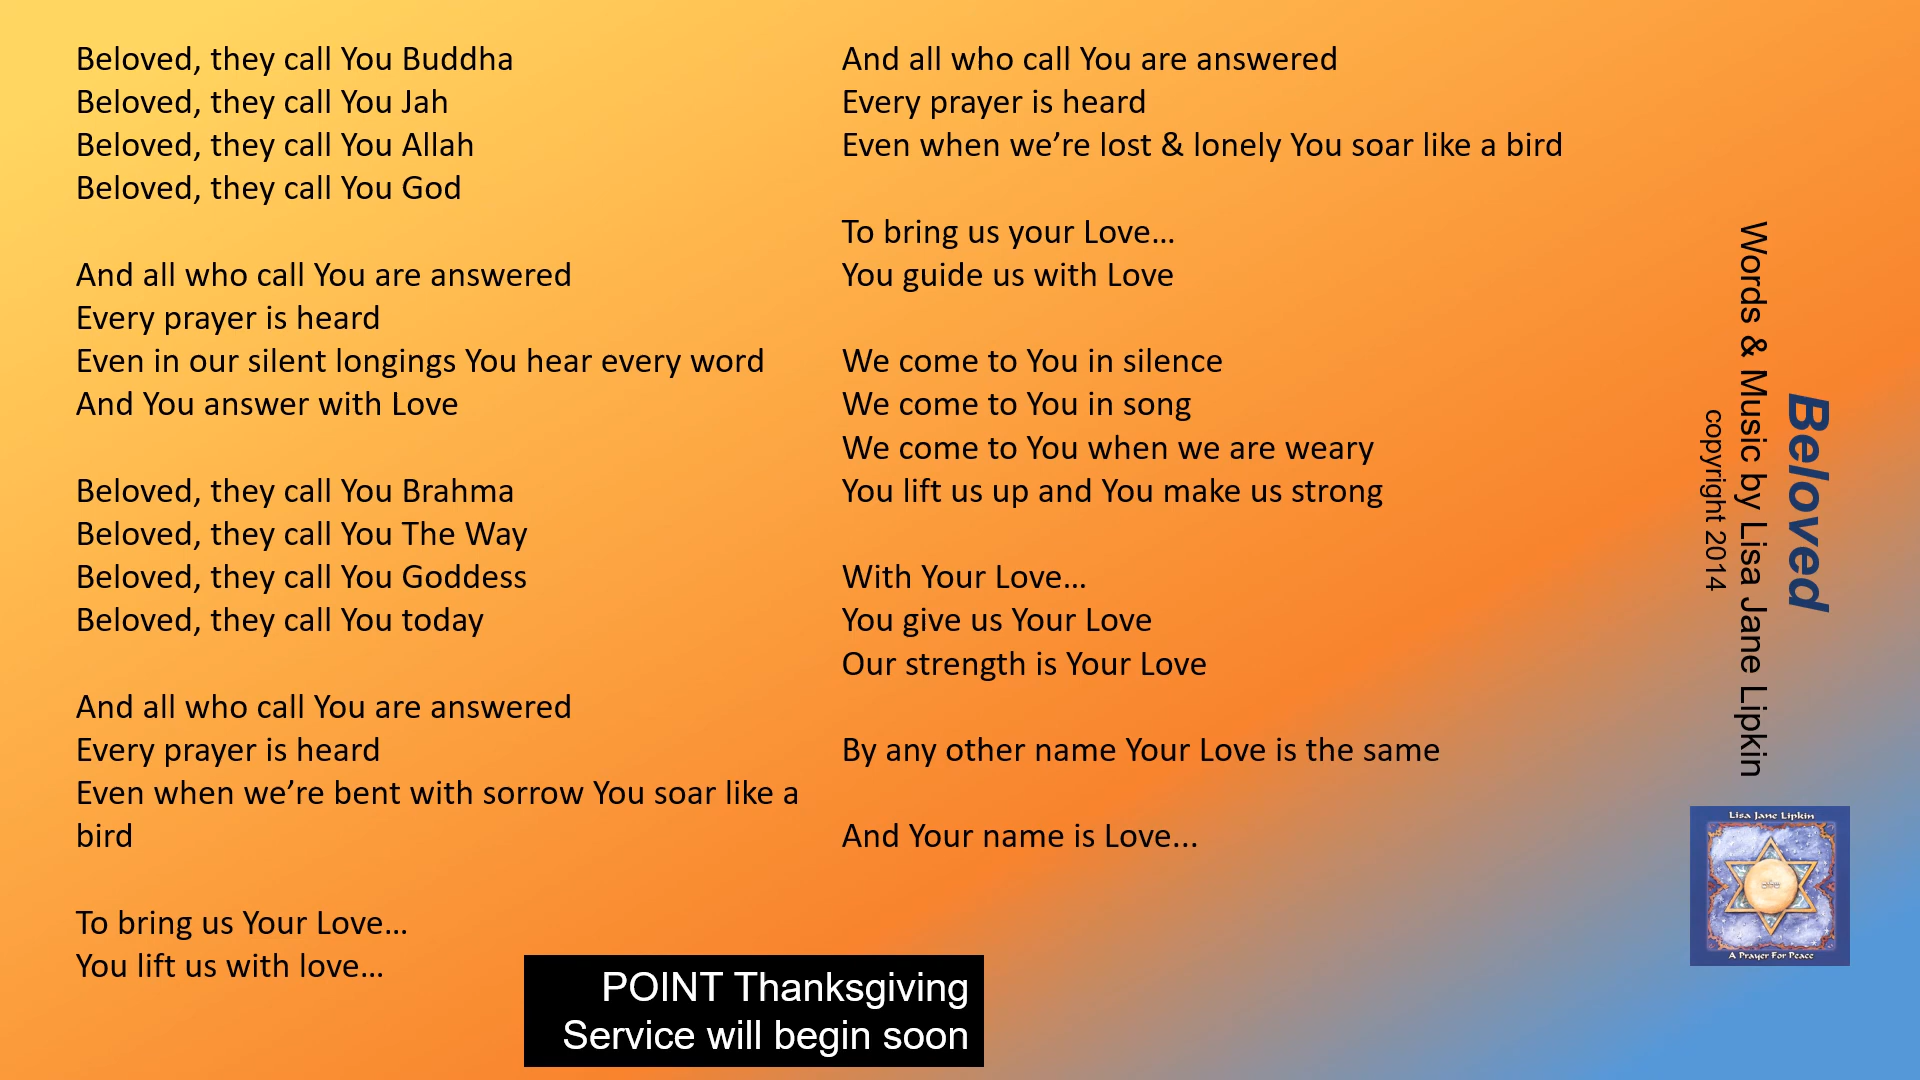 Beloved, they call You Buddha
Beloved, they call You Jah
Beloved, they call You Allah
Beloved, they call You God
And all who call You are answered
Every prayer is heard
Even in our silent longings You hear every word
And You answer with Love
Beloved, they call You Brahma
Beloved, they call You The Way
Beloved, they call You Goddess
Beloved, they call You today
And all who call You are answered
Every prayer is heard
Even when we’re bent with sorrow You soar like a
bird
To bring us Your Love…
You lift us with love…
And all who call You are answered
Every prayer is heard
Even when we’re lost & lonely You soar like a bird
To bring us your Love…
You guide us with Love
We come to You in silence
We come to You in song
We come to You when we are weary
You lift us up and You make us strong
With Your Love…
You give us Your Love
Our strength is Your Love
By any other name Your Love is the same
And Your name is Love...
Beloved
Words & Music by Lisa Jane Lipkin
copyright 2014
Lisa Jane Lipkin
A Prayer For Peace
POINT Thanksgiving
Service will begin soon